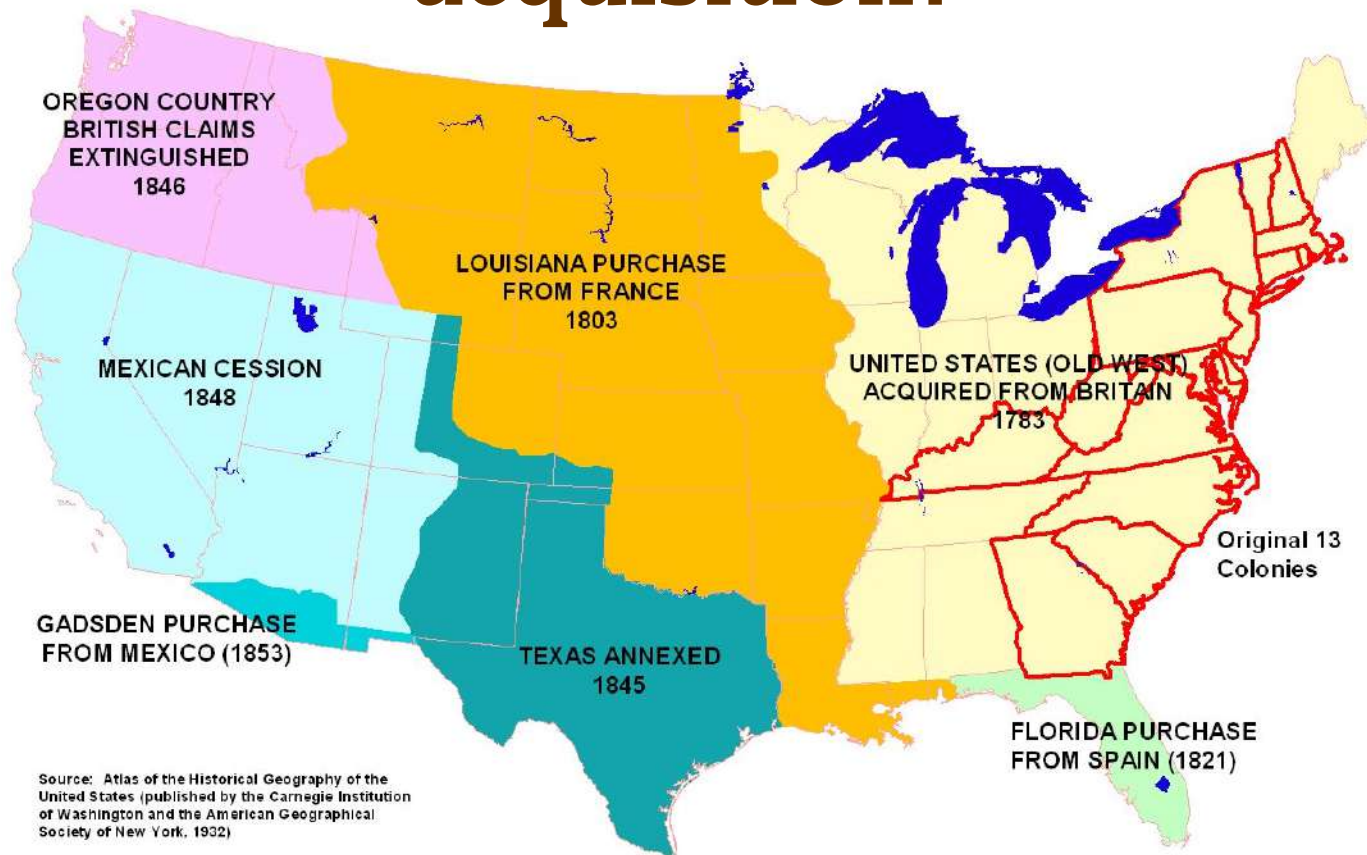 acquisition?
OREGON COUNTRY
BRITISH CLAIMS
EXTINGUISHED
1846
LOUISIANA PURCHASE
FROM FRANCE
1803
MEXICAN CESSION
1848
UNITED STATES (OLD WEST)
ACQUIRED FROM BRITAIN
1783
Original 13
Colonies
GADSDEN PURCHASE
FROM MEXICO (1853)
TEXAS ANNEXED
1845
FLORIDA PURCHASE
FROM SPAIN (1821)
Source: Atlas of the Historical Geography of the
United States (published by the Carnegie Institution
of Washington and the American Geographical
Society of New York, 1932)